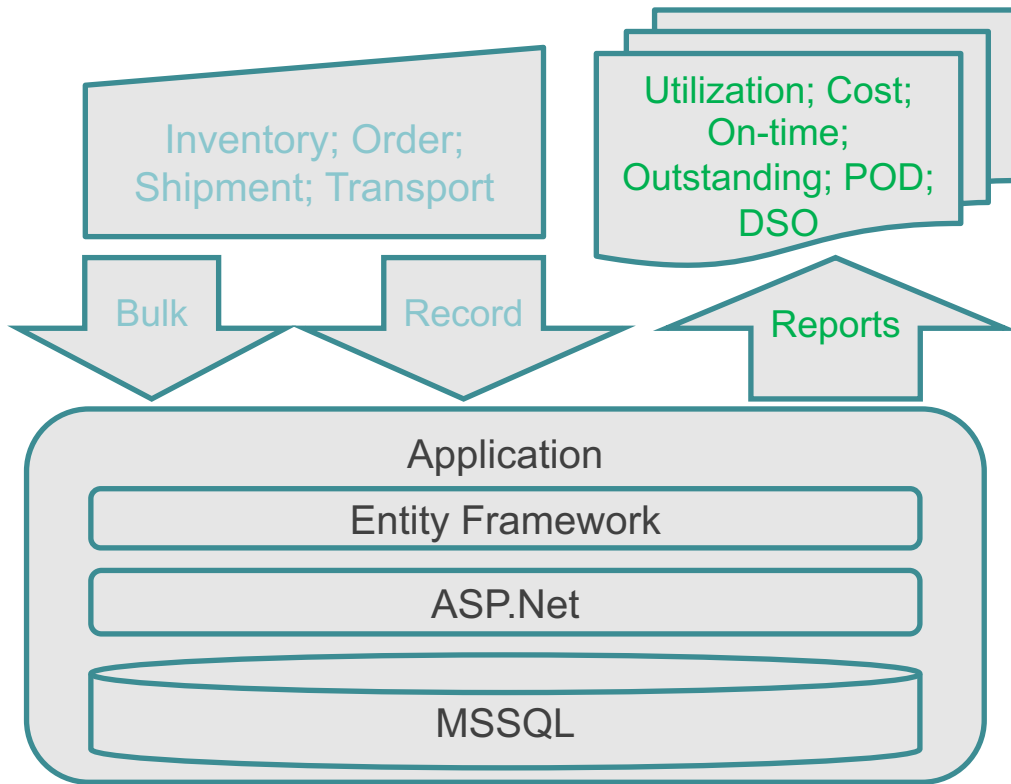 Inventory; Order;
Shipment; Transport
Utilization; Cost;
On-time;
Outstanding; POD;
DSO
Bulk
Record
Reports
Application
Entity Framework
ASP.Net
MSSQL